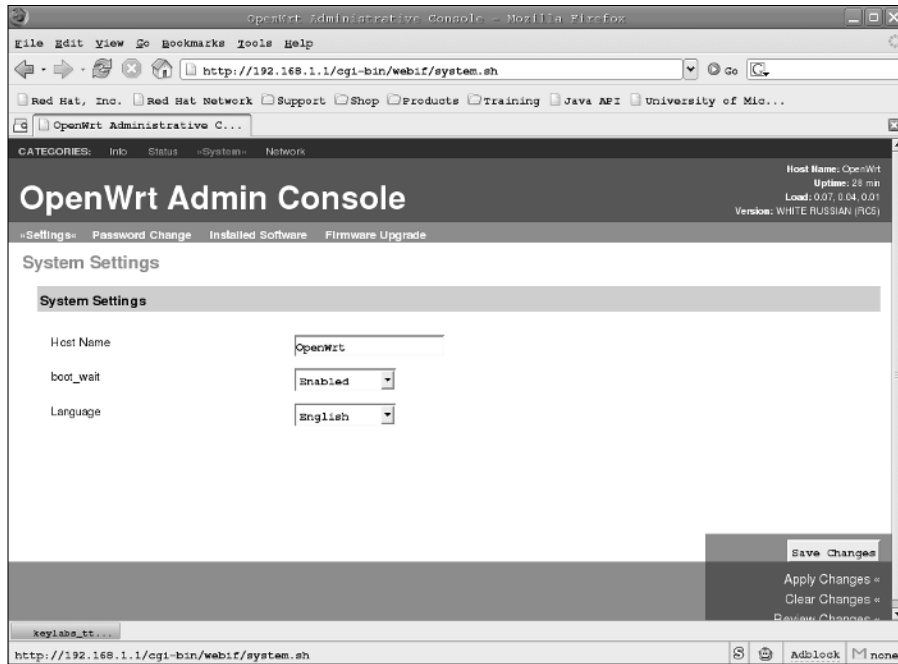 OpenWrt Administrative Console - Mozilla Firefox
File Edit View Go Bookmarks Tools Help
http://192.168.1.1/cgi-bin/webif/system.sh Go G
Red Hat, Inc. Red Hat Network Support Shop Products Training Java API University of Mic...
OpenWrt Administrative C...
CATEGORIES: Info Status »System« Network
Host Name: OpenWrt
Uptime: 28 min
Load: 0.07, 0.04, 0.01
Version: WHITE RUSSIAN (RC5)
OpenWrt Admin Console
»Settings« Password Change Installed Software Firmware Upgrade
System Settings
System Settings
Host Name OpenWrt
boot_wait Enabled
Language English
Save Changes
Apply Changes «
Clear Changes «
Review Changes «
keylabs_tt...
http://192.168.1.1/cgi-bin/webif/system.sh S Adblock M none